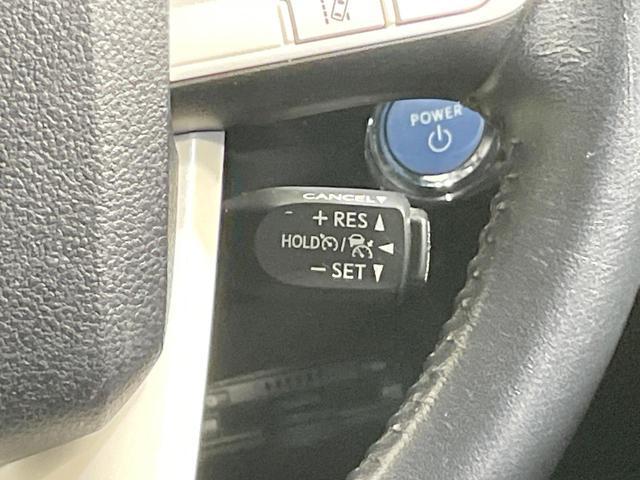 POWER
CANCEL▼
+ RES ▲
HOLD / ◀
− SET ▼